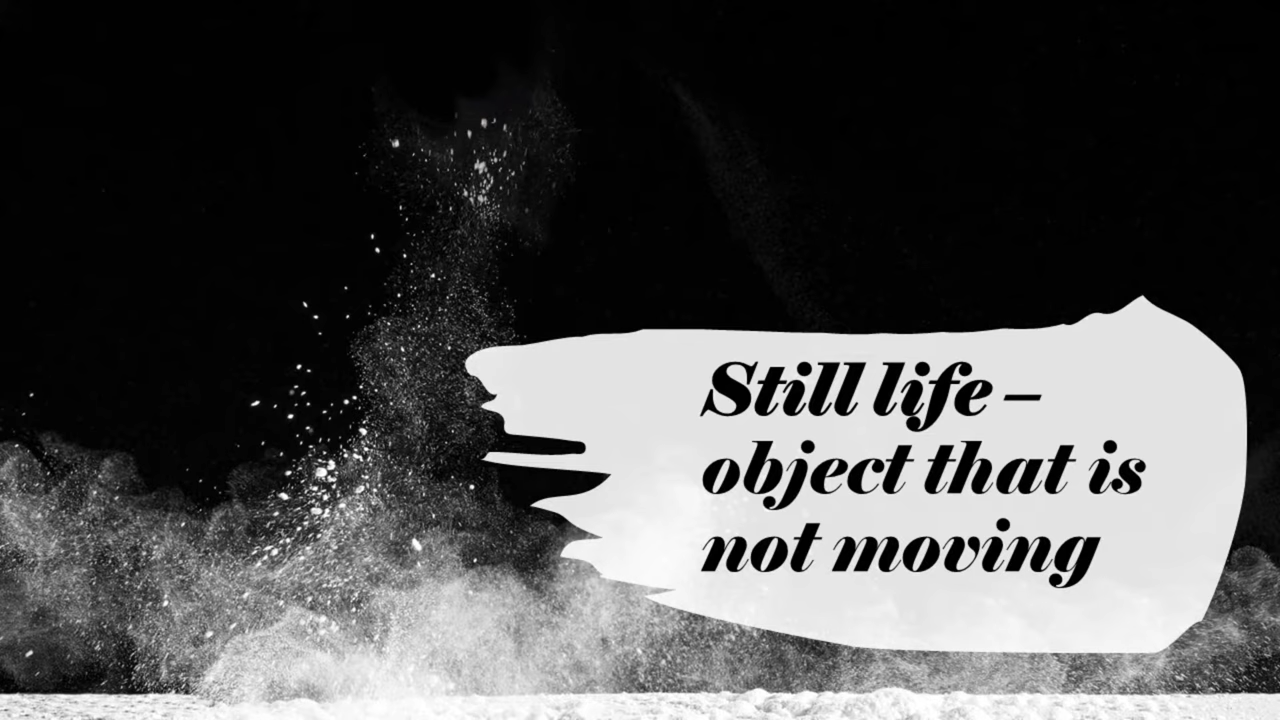 Still life –
object that is
not moving